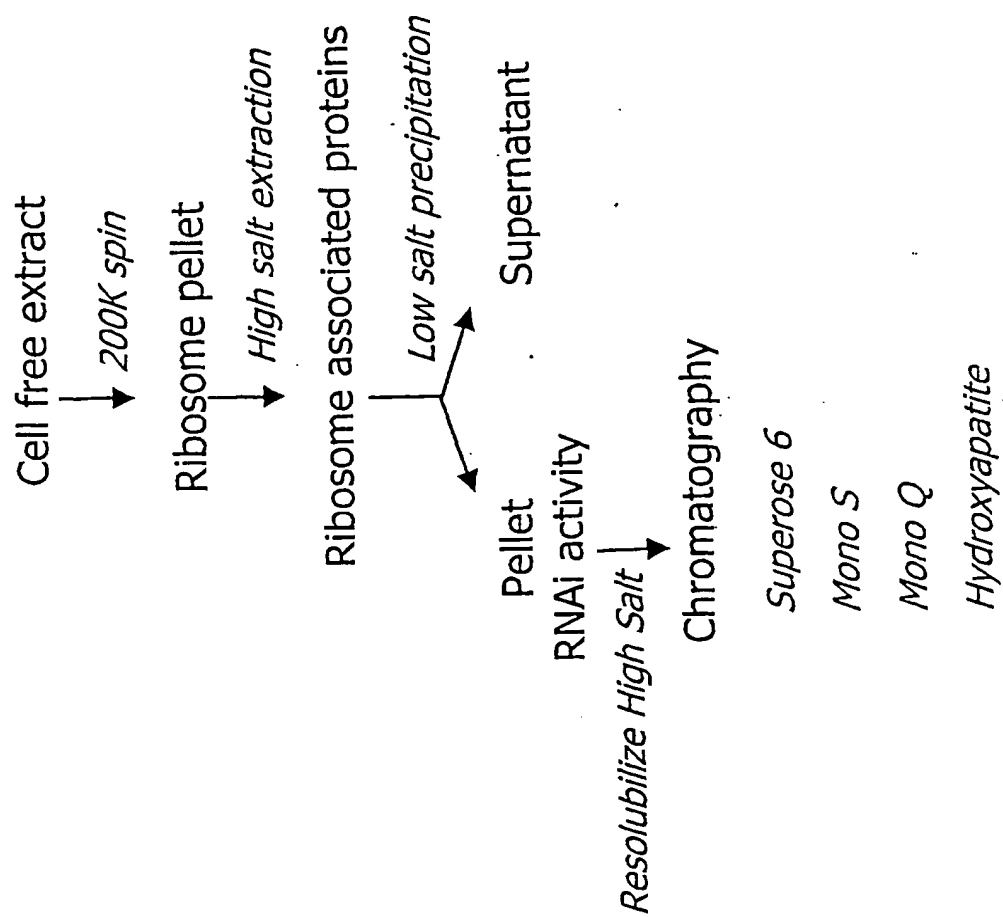 Cell free extract
200K spin
Ribosome pellet
High salt extraction
Ribosome associated proteins
Low salt precipitation
Pellet
Supernatant
RNAi activity
Resolubilize High Salt
Chromatography
Superose 6
Mono S
Mono Q
Hydroxyapatite